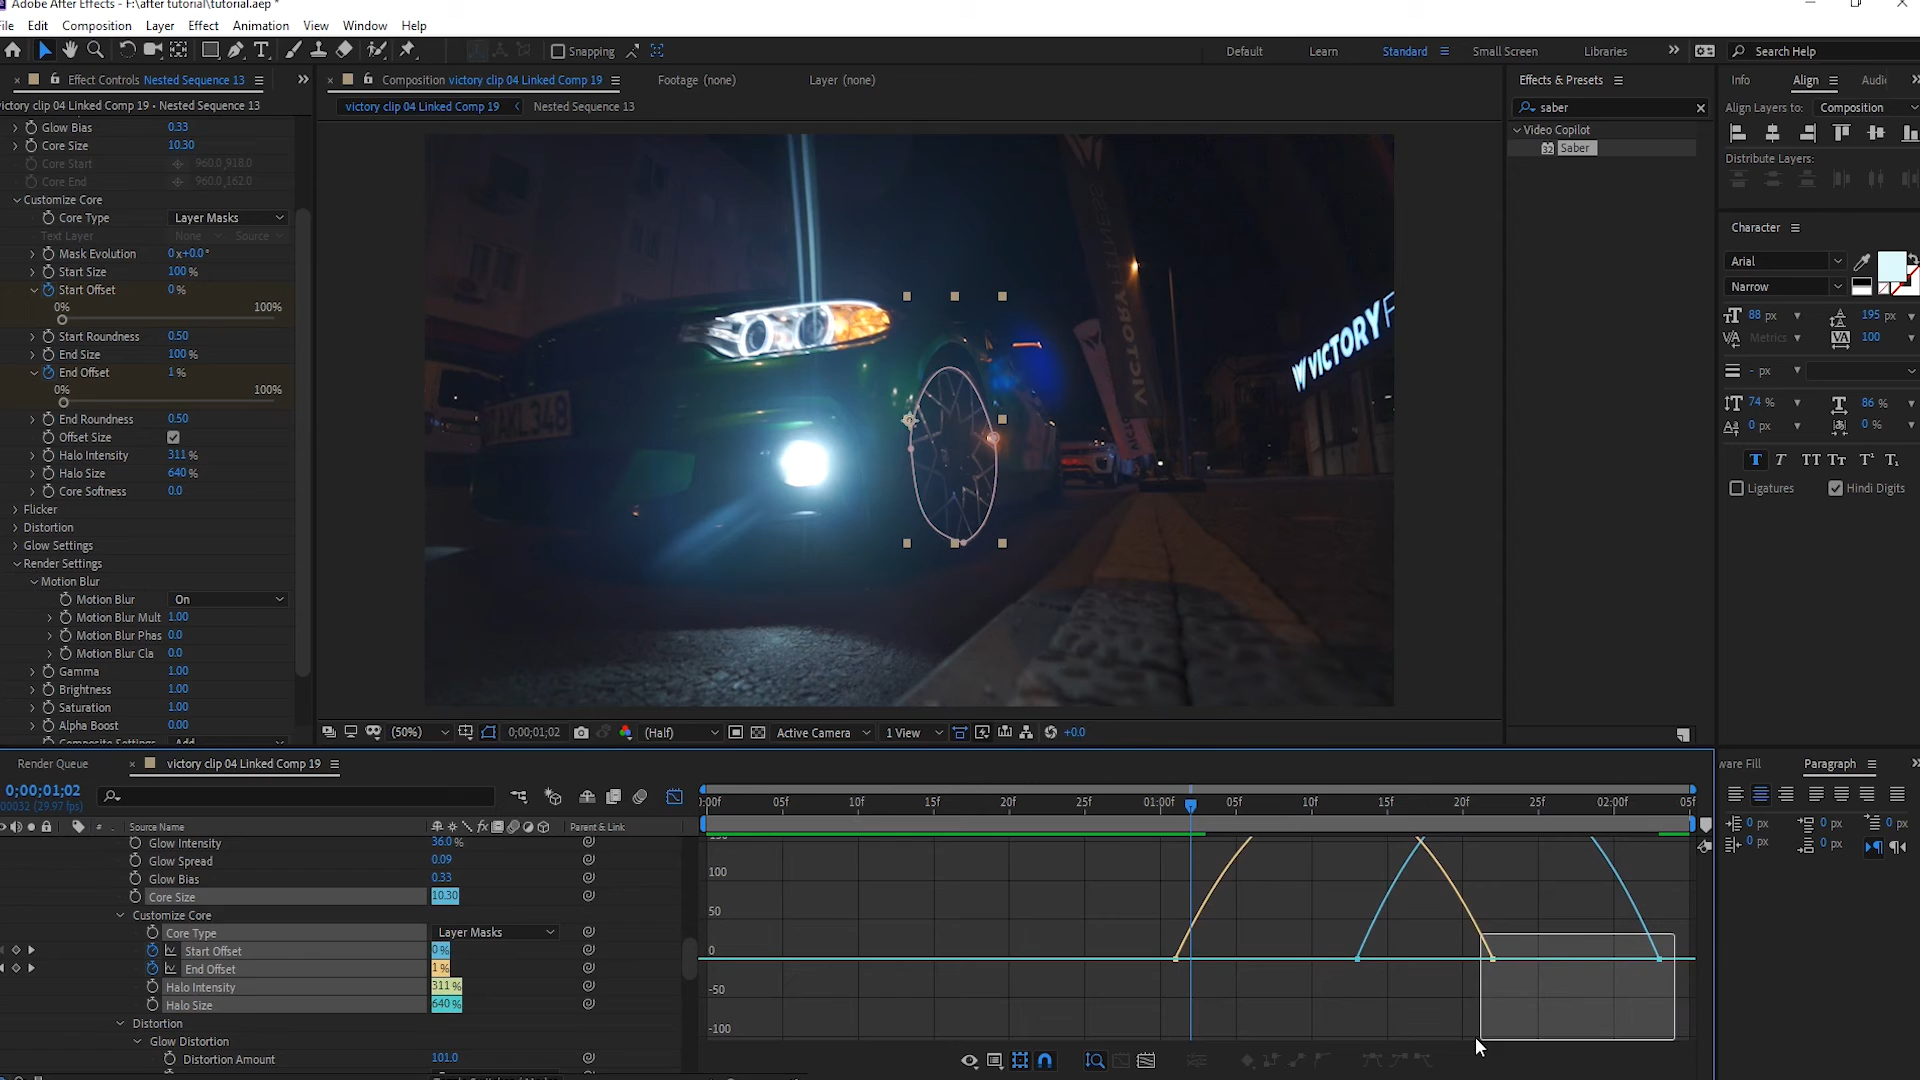 Adobe After Effects - F:\after tutorial\tutorial.aep *
File Edit Composition Layer Effect Animation View Window Help
Snapping Default Learn Standard Small Screen Libraries Search Help
Effect Controls Nested Sequence 13
victory clip 04 Linked Comp 19 • Nested Sequence 13
Glow Bias 0.33
Core Size 10.30
Core Start 960.0,918.0
Core End 960.0,162.0
Customize Core
Core Type Layer Masks
Text Layer None Source
Mask Evolution 0x+0.0°
Start Size 100 %
Start Offset 0 %
0% 100%
Start Roundness 0.50
End Size 100 %
End Offset 1 %
0% 100%
End Roundness 0.50
Offset Size
Halo Intensity 311 %
Halo Size 640 %
Core Softness 0.0
Flicker
Distortion
Glow Settings
Render Settings
Motion Blur
Motion Blur On
Motion Blur Mult 1.00
Motion Blur Phas 0.0
Motion Blur Cla 0.0
Gamma 1.00
Brightness 1.00
Saturation 1.00
Alpha Boost 0.00
Composite Settings Add
Composition victory clip 04 Linked Comp 19 Footage (none) Layer (none)
victory clip 04 Linked Comp 19 Nested Sequence 13
VICTORYF
VICTORYFITNESS
(50%) 0;00;01;02 (Half) Active Camera 1 View +0.0
Effects & Presets
saber
Video Copilot
32 Saber
Info Align Audi
Align Layers to: Composition
Distribute Layers:
Character
Arial
Narrow
88 px 195 px
Metrics 100
- px
74 % 86 %
0 px 0 %
T T TT Tт T¹ T₁
Ligatures Hindi Digits
Render Queue victory clip 04 Linked Comp 19
0;00;01;02
00032 (29.97 fps)
# Source Name Parent & Link
Glow Intensity 36.0 %
Glow Spread 0.09
Glow Bias 0.33
Core Size 10.30
Customize Core
Core Type Layer Masks
Start Offset 0 %
End Offset 1 %
Halo Intensity 311 %
Halo Size 640 %
Distortion
Glow Distortion
Distortion Amount 101.0
:00f 05f 10f 15f 20f 25f 01:00f 05f 10f 15f 20f 25f 02:00f 05f
150
100
50
0
-50
-100
ware Fill Paragraph
0 px 0 px 0 px
0 px 0 px